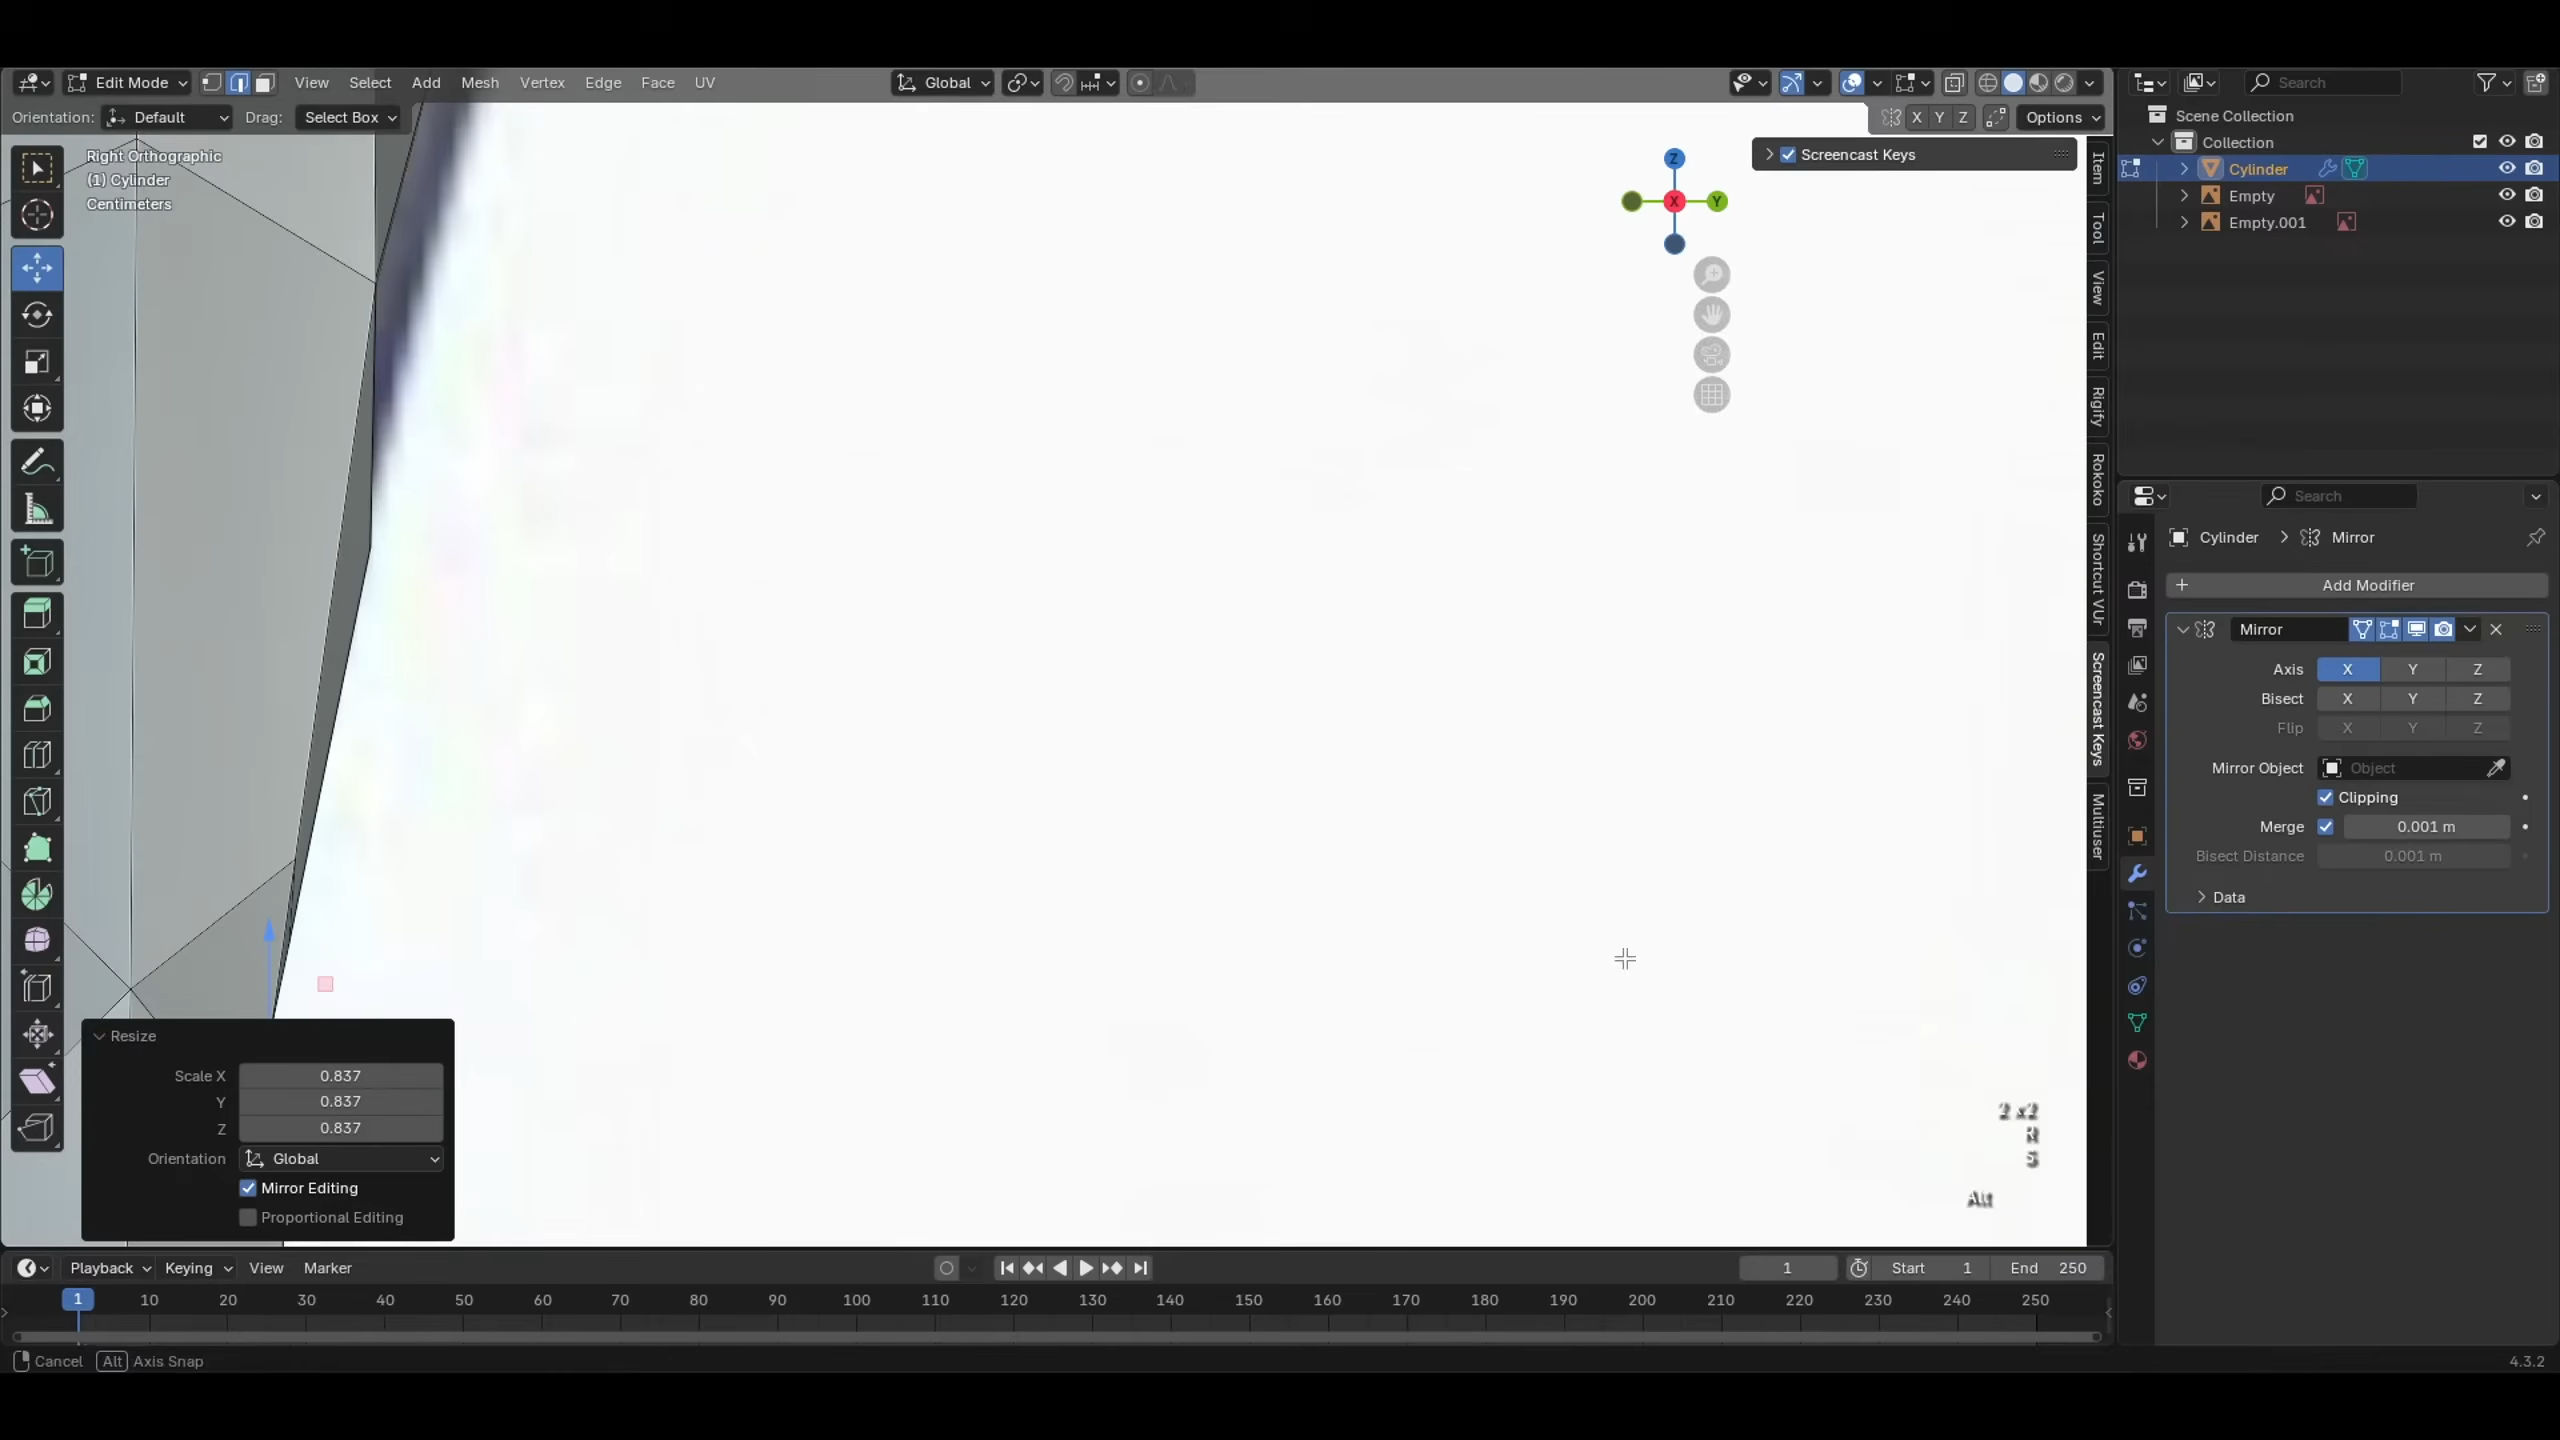 Edit Mode View Select Add Mesh Vertex Edge Face UV Global
Search
Orientation: Default Drag: Select Box
X Y Z Options
Right Orthographic
(1) Cylinder
Centimeters
Z
X
Y
Screencast Keys
Item
Tool
View
Edit
Rigify
Rokoko
Shortcut VUr
Screencast Keys
Multiuser
Scene Collection
Collection
Cylinder
Empty
Empty.001
Search
Cylinder Mirror
Add Modifier
Mirror
Axis X Y Z
Bisect X Y Z
Flip X Y Z
Mirror Object Object
Clipping
Merge 0.001 m
Bisect Distance 0.001 m
Data
Resize
Scale X 0.837
Y 0.837
Z 0.837
Orientation Global
Mirror Editing
Proportional Editing
2 x2
R
S
Alt
Playback Keying View Marker
1 Start 1 End 250
1 10 20 30 40 50 60 70 80 90 100 110 120 130 140 150 160 170 180 190 200 210 220 230 240 250
Cancel Alt Axis Snap
4.3.2